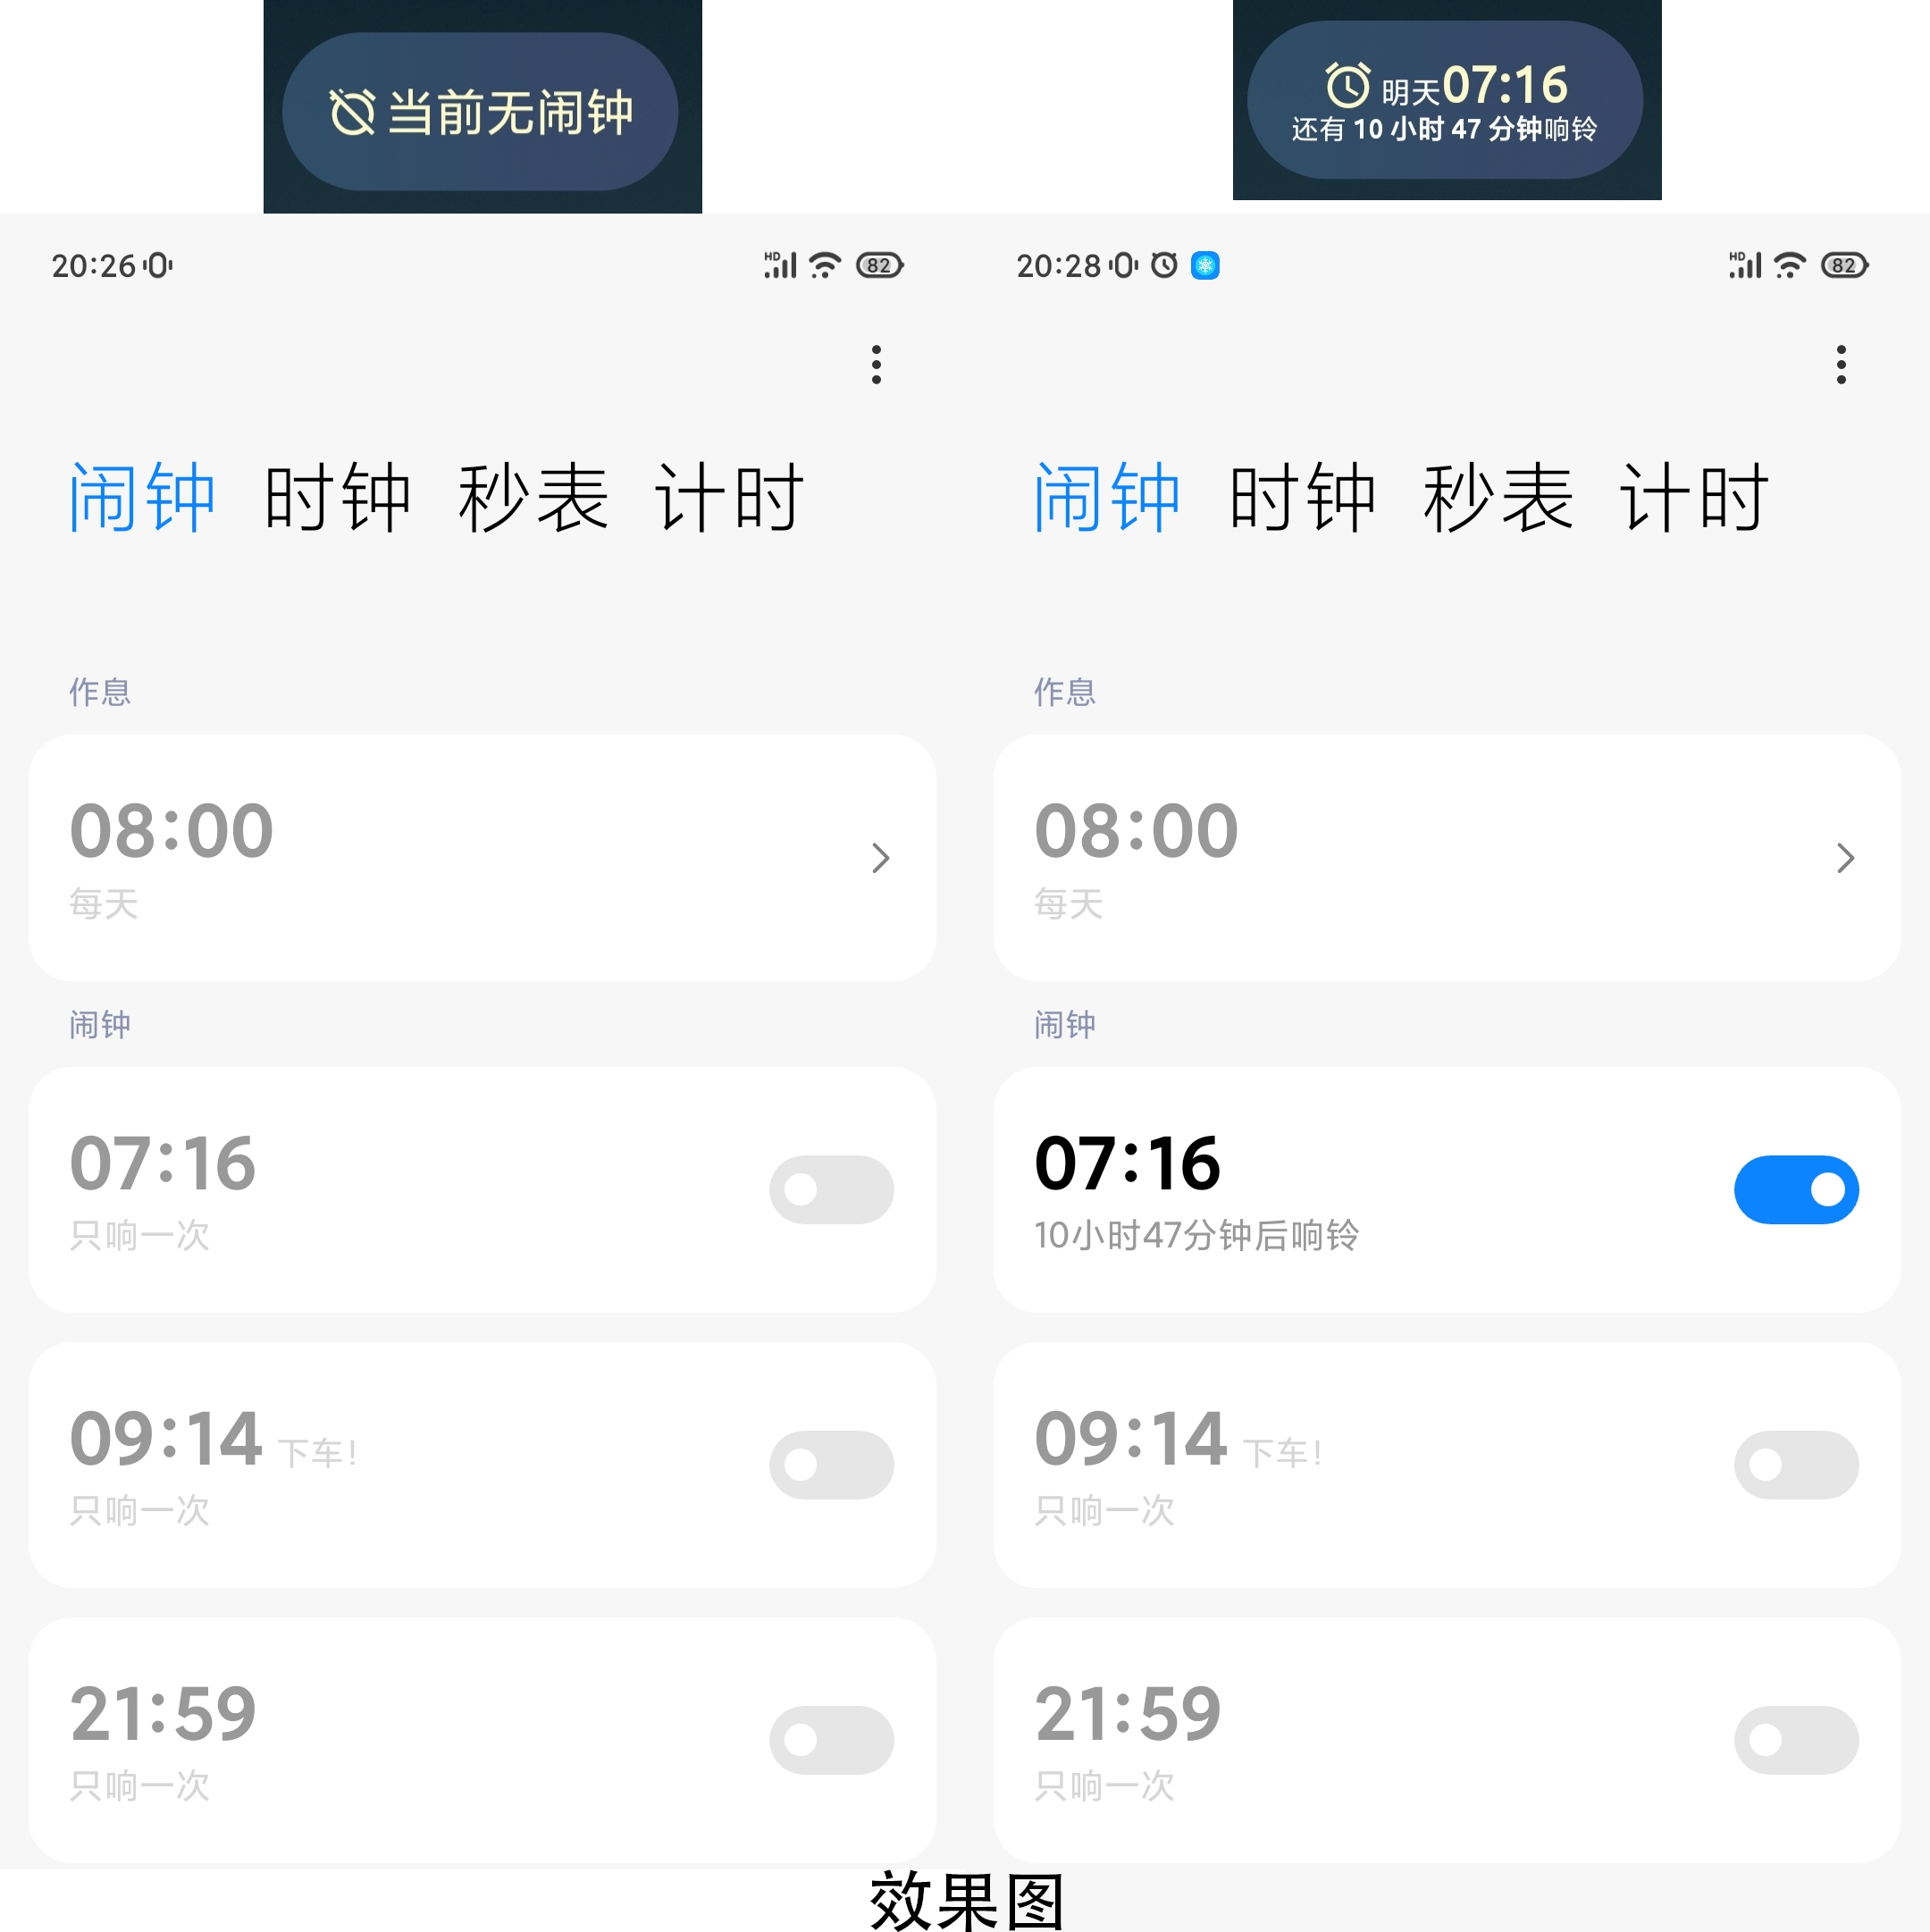 当前无闹钟
明天07:16
还有 10 小时 47 分钟响铃
20:26
HD
82
闹钟 时钟 秒表 计时
作息
08:00
每天
闹钟
07:16
只响一次
09:14 下车!
只响一次
21:59
只响一次
20:28
HD
82
闹钟 时钟 秒表 计时
作息
08:00
每天
闹钟
07:16
10小时47分钟后响铃
09:14 下车!
只响一次
21:59
只响一次
效果图